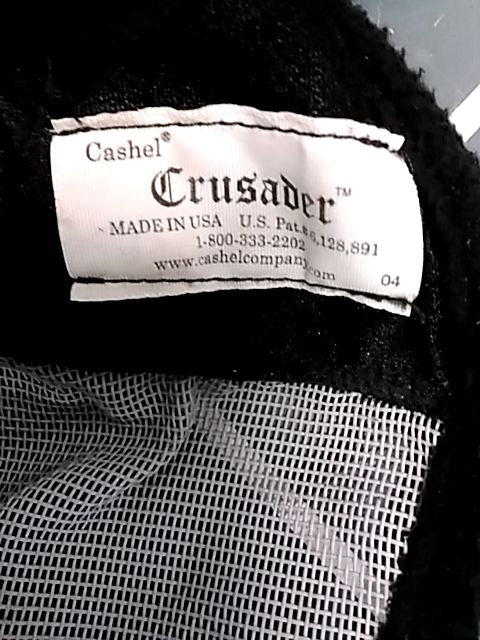 Cashel®
Crusader™
MADE IN USA U.S. Pat.# 6,128,891
1-800-333-2202
www.cashelcompany.com
04